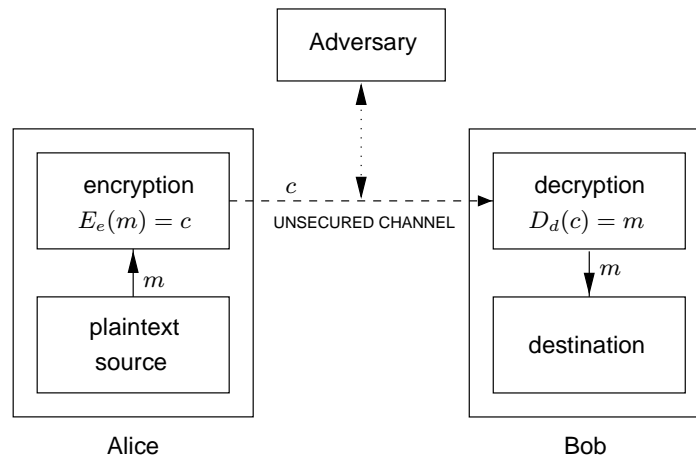 Adversary
encryption
E_e(m) = c
c
UNSECURED CHANNEL
decryption
D_d(c) = m
m
m
plaintext
source
destination
Alice
Bob